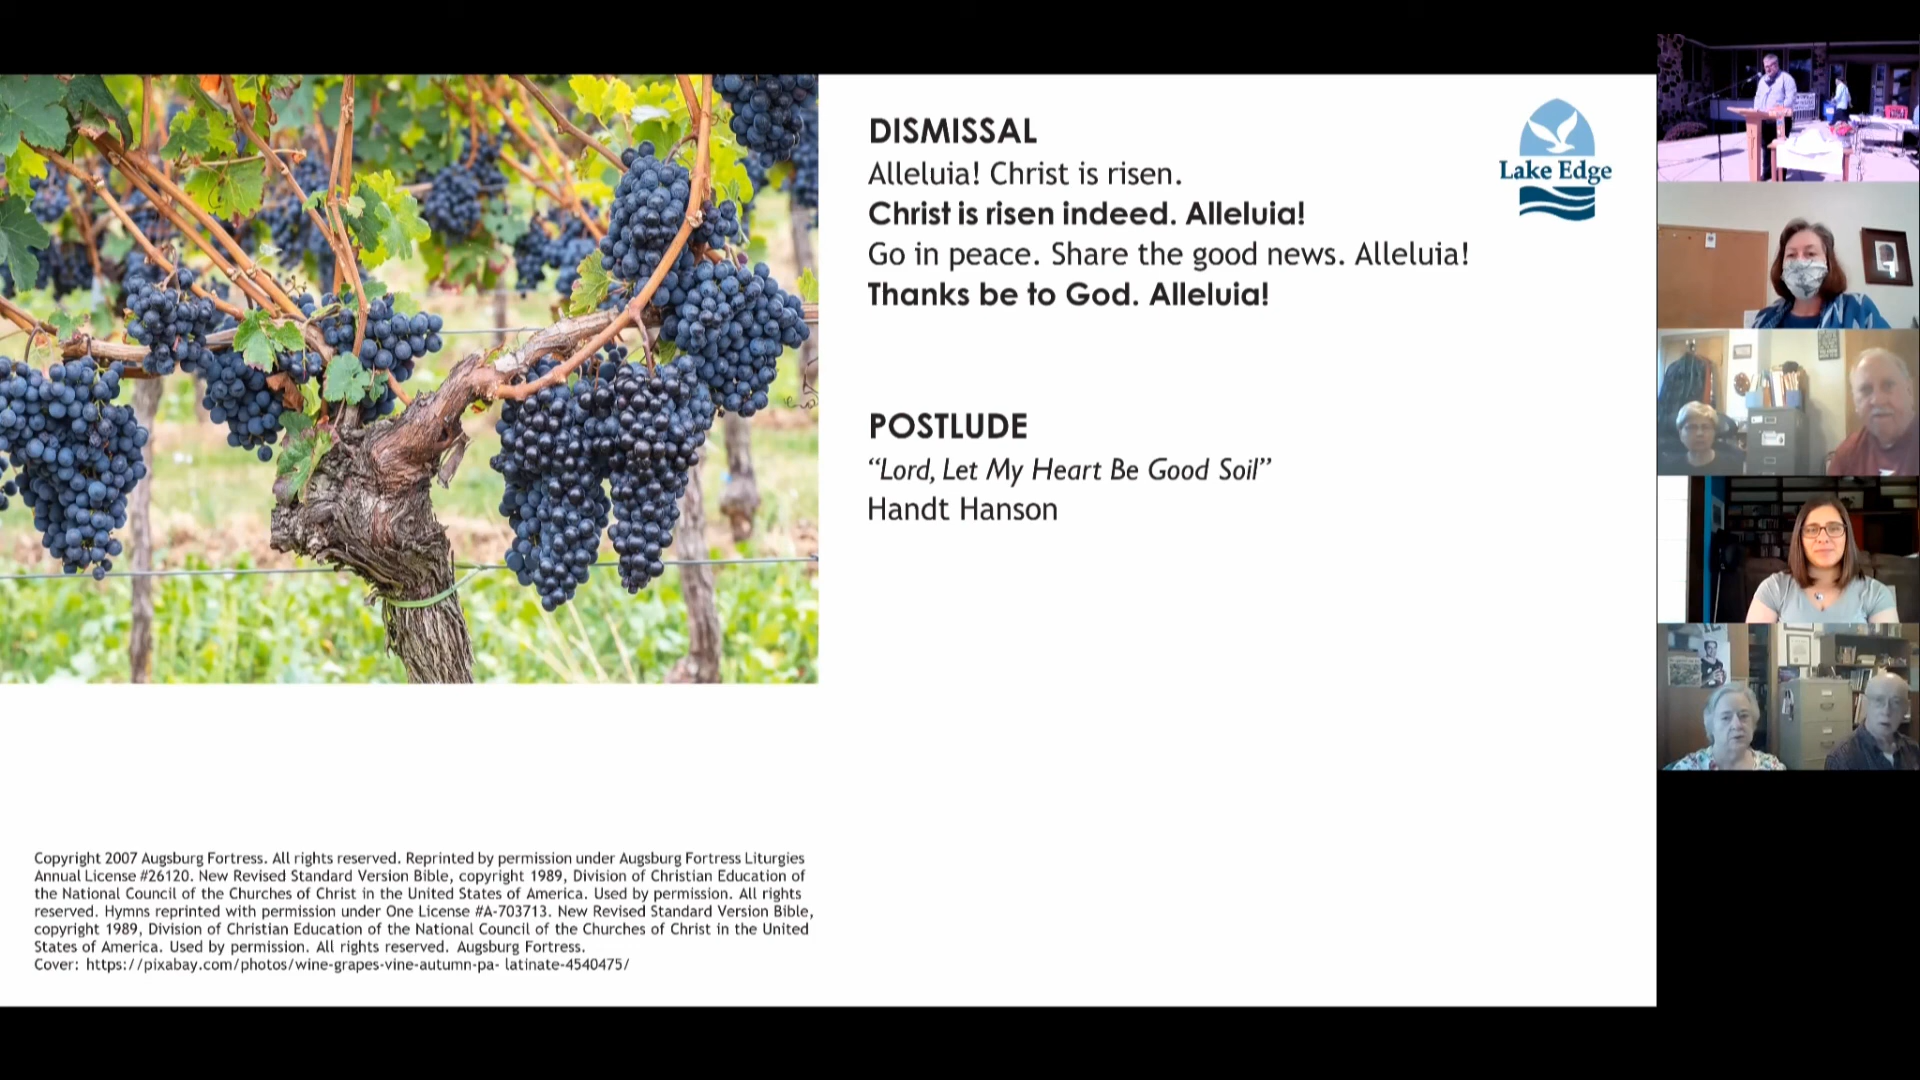 DISMISSAL
Alleluia! Christ is risen.
Christ is risen indeed. Alleluia!
Go in peace. Share the good news. Alleluia!
Thanks be to God. Alleluia!
Lake Edge
POSTLUDE
“Lord, Let My Heart Be Good Soil”
Handt Hanson
Copyright 2007 Augsburg Fortress. All rights reserved. Reprinted by permission under Augsburg Fortress Liturgies
Annual License #26120. New Revised Standard Version Bible, copyright 1989, Division of Christian Education of
the National Council of the Churches of Christ in the United States of America. Used by permission. All rights
reserved. Hymns reprinted with permission under One License #A-703713. New Revised Standard Version Bible,
copyright 1989, Division of Christian Education of the National Council of the Churches of Christ in the United
States of America. Used by permission. All rights reserved. Augsburg Fortress.
Cover: https://pixabay.com/photos/wine-grapes-vine-autumn-pa- latinate-4540475/